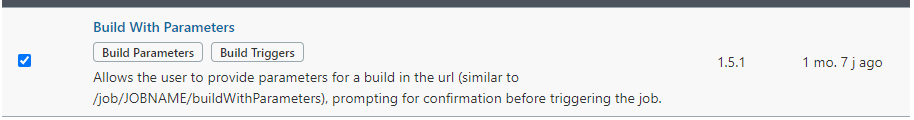 Build With Parameters
Build Parameters Build Triggers
Allows the user to provide parameters for a build in the url (similar to
1.5.1 1 mo. 7 j ago
/job/JOBNAME/buildWithParameters), prompting for confirmation before triggering the job.